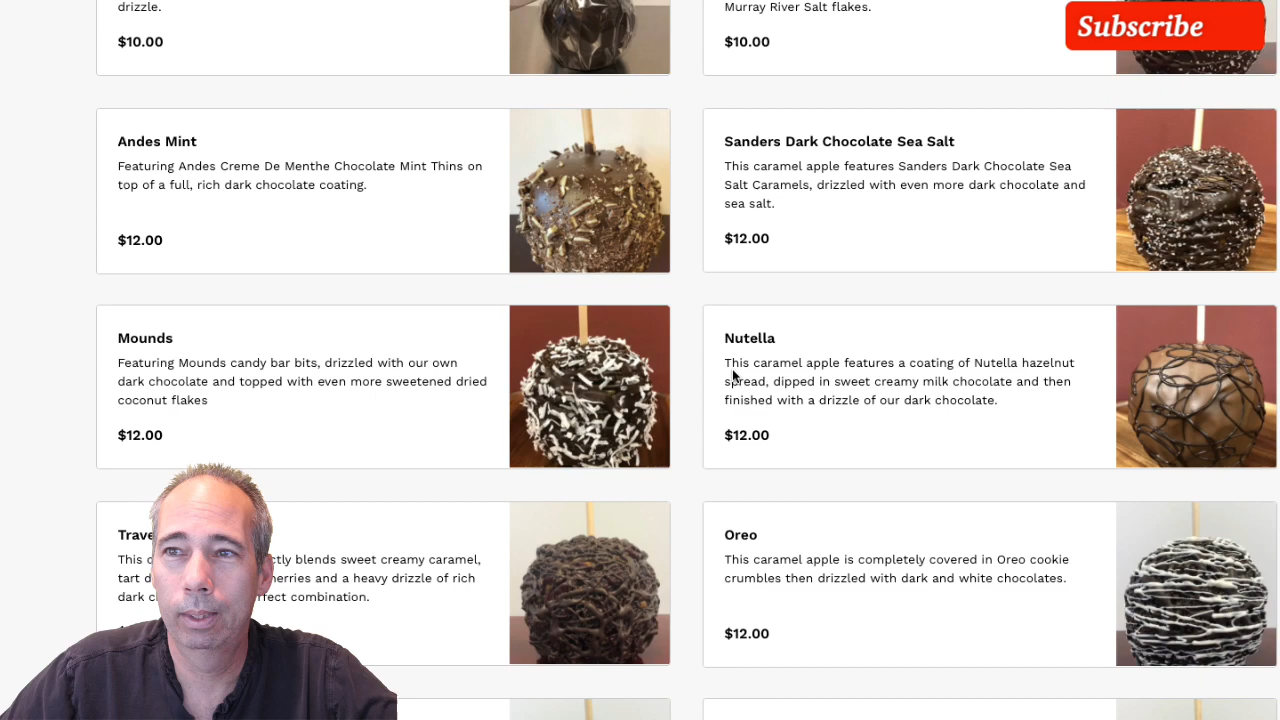 drizzle.
$10.00
Murray River Salt flakes.
$10.00
Subscribe
Andes Mint
Featuring Andes Creme De Menthe Chocolate Mint Thins on
top of a full, rich dark chocolate coating.
$12.00
Sanders Dark Chocolate Sea Salt
This caramel apple features Sanders Dark Chocolate Sea
Salt Caramels, drizzled with even more dark chocolate and
sea salt.
$12.00
Mounds
Featuring Mounds candy bar bits, drizzled with our own
dark chocolate and topped with even more sweetened dried
coconut flakes
$12.00
Nutella
This caramel apple features a coating of Nutella hazelnut
spread, dipped in sweet creamy milk chocolate and then
finished with a drizzle of our dark chocolate.
$12.00
This blends sweet creamy caramel,
tart and a heavy drizzle of rich
dark combination.
Oreo
This caramel apple is completely covered in Oreo cookie
crumbles then drizzled with dark and white chocolates.
$12.00